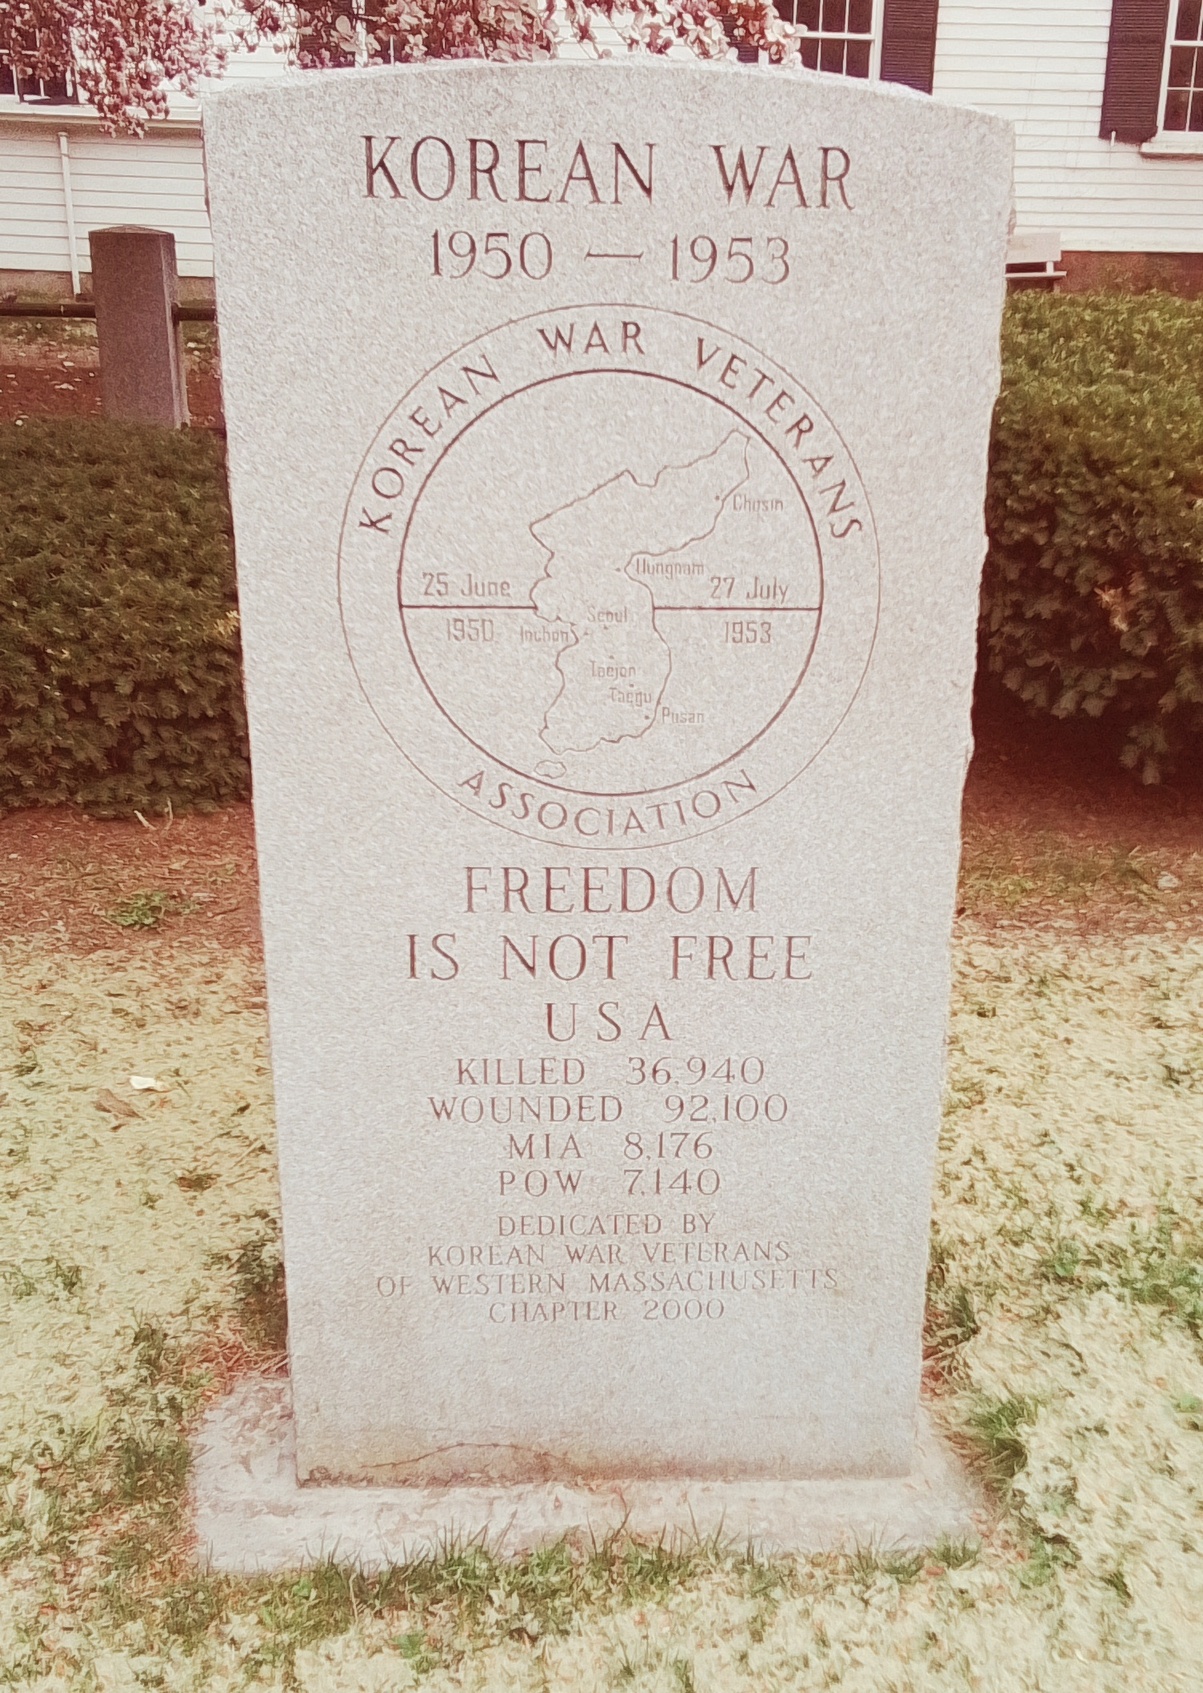 KOREAN WAR
1950 — 1953
KOREAN WAR VETERANS
Chosin
Hungnam
25 June
27 July
1950
1953
Seoul
Inchon
Taejon
Taegu
Pusan
ASSOCIATION
FREEDOM
IS NOT FREE
USA
KILLED 36,940
WOUNDED 92,100
MIA 8,176
POW 7,140
DEDICATED BY
KOREAN WAR VETERANS
OF WESTERN MASSACHUSETTS
CHAPTER 2000